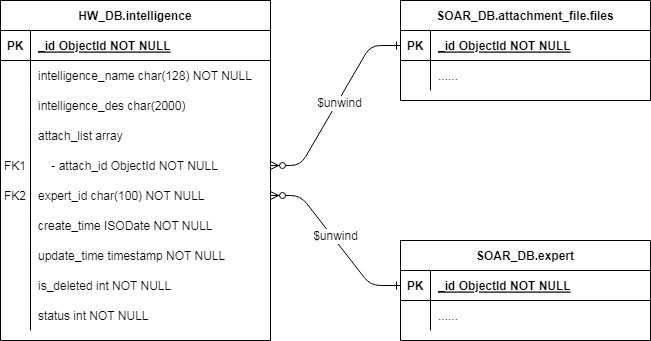 HW_DB.intelligence
PK _id ObjectId NOT NULL
intelligence_name char(128) NOT NULL
intelligence_des char(2000)
attach_list array
FK1 - attach_id ObjectId NOT NULL
FK2 expert_id char(100) NOT NULL
create_time ISODate NOT NULL
update_time timestamp NOT NULL
is_deleted int NOT NULL
status int NOT NULL
$unwind
$unwind
SOAR_DB.attachment_file.files
PK _id ObjectId NOT NULL
......
SOAR_DB.expert
PK _id ObjectId NOT NULL
......